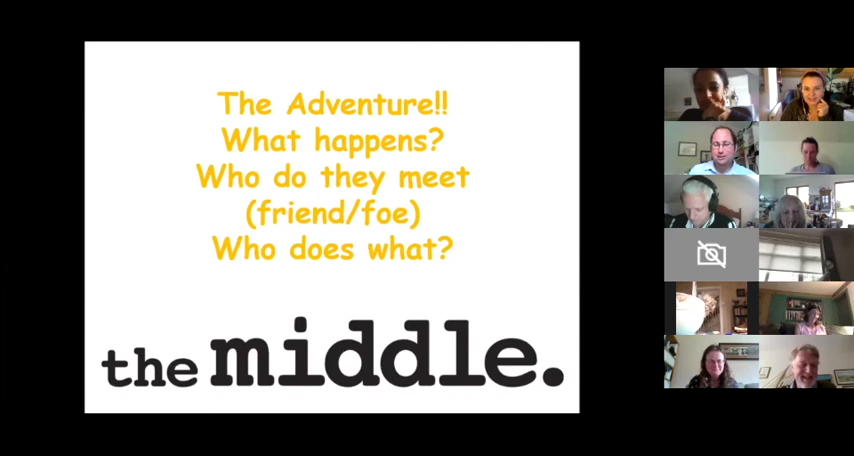 The Adventure!!
What happens?
Who do they meet
(friend/foe)
Who does what?
the middle.